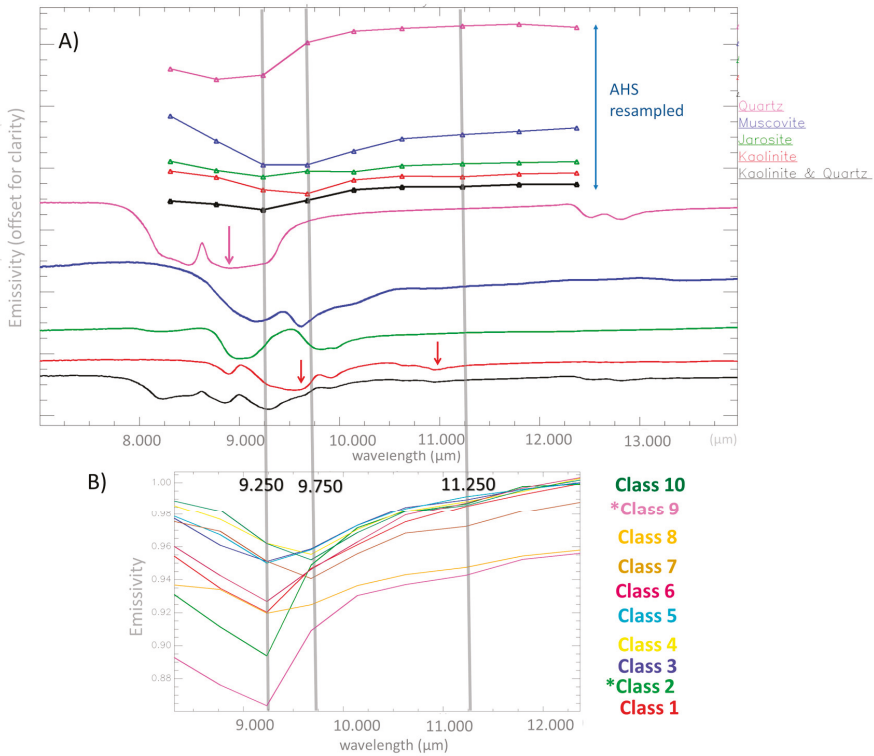 A)
Emissivity (offset for clarity)
AHS
resampled
Quartz
Muscovite
Jarosite
Kaolinite
Kaolinite & Quartz
8.000 9.000 10.000 11.000 12.000 13.000 (μm)
wavelength (μm)
B)
9.250 9.750 11.250
Emissivity
1.00
0.98
0.96
0.94
0.92
0.90
0.88
9.000 10.000 11.000 12.000
wavelength (μm)
Class 10
*Class 9
Class 8
Class 7
Class 6
Class 5
Class 4
Class 3
*Class 2
Class 1